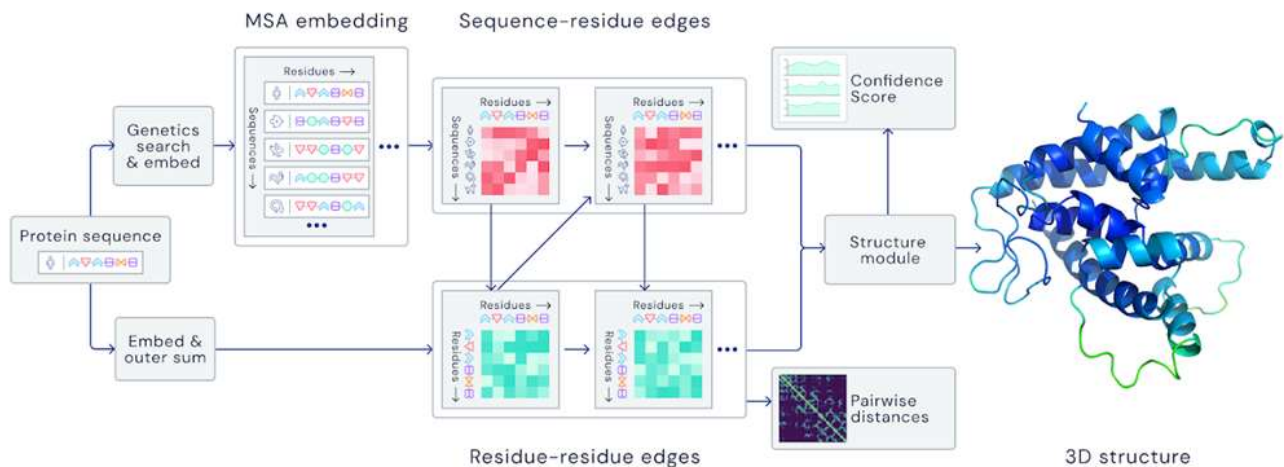 MSA embedding
Sequence-residue edges
Residues →
Sequences →
Genetics
search
& embed
Protein sequence
Embed &
outer sum
Residues →
Sequences →
Residues →
Sequences →
Residues →
Residues →
Residues →
Residues →
Residue-residue edges
Confidence
Score
Structure
module
Pairwise
distances
3D structure